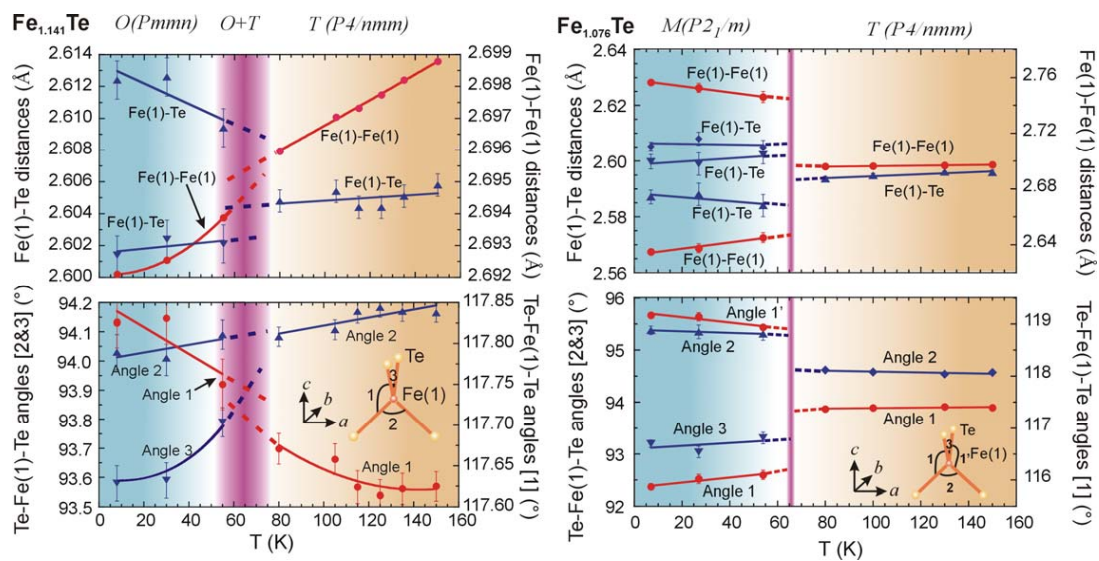 Fe1.141Te O(Pmmn) O+T T (P4/nmm)
2.614 2.612 2.610 2.608 2.606 2.604 2.602 2.600
Fe(1)-Te distances (Å)
2.699 2.698 2.697 2.696 2.695 2.694 2.693 2.692
Fe(1)-Fe(1) distances (Å)
Fe(1)-Te
Fe(1)-Fe(1)
Fe(1)-Fe(1)
Fe(1)-Te
Fe(1)-Te
94.2 94.1 94.0 93.9 93.8 93.7 93.6 93.5
Te-Fe(1)-Te angles [2&3] (°)
117.85 117.80 117.75 117.70 117.65 117.60
Te-Fe(1)-Te angles [1] (°)
Angle 2
Angle 1
Angle 3
Angle 2
Angle 1
c b a
Te
3
Fe(1)
1
2
0 10 20 30 40 50 60 70 80 90 100 110 120 130 140 150 160
T (K)
Fe1.076Te M(P21/m) T (P4/nmm)
2.64 2.62 2.60 2.58 2.56
Fe(1)-Te distances (Å)
2.76 2.72 2.68 2.64
Fe(1)-Fe(1) distances (Å)
Fe(1)-Fe(1)
Fe(1)-Te
Fe(1)-Te
Fe(1)-Te
Fe(1)-Fe(1)
Fe(1)-Fe(1)
Fe(1)-Te
96 95 94 93 92
Te-Fe(1)-Te angles [2&3] (°)
119 118 117 116
Te-Fe(1)-Te angles [1] (°)
Angle 1'
Angle 2
Angle 3
Angle 1
Angle 2
Angle 1
c b a
Te
3
1 1' Fe(1)
2
0 20 40 60 80 100 120 140 160
T (K)